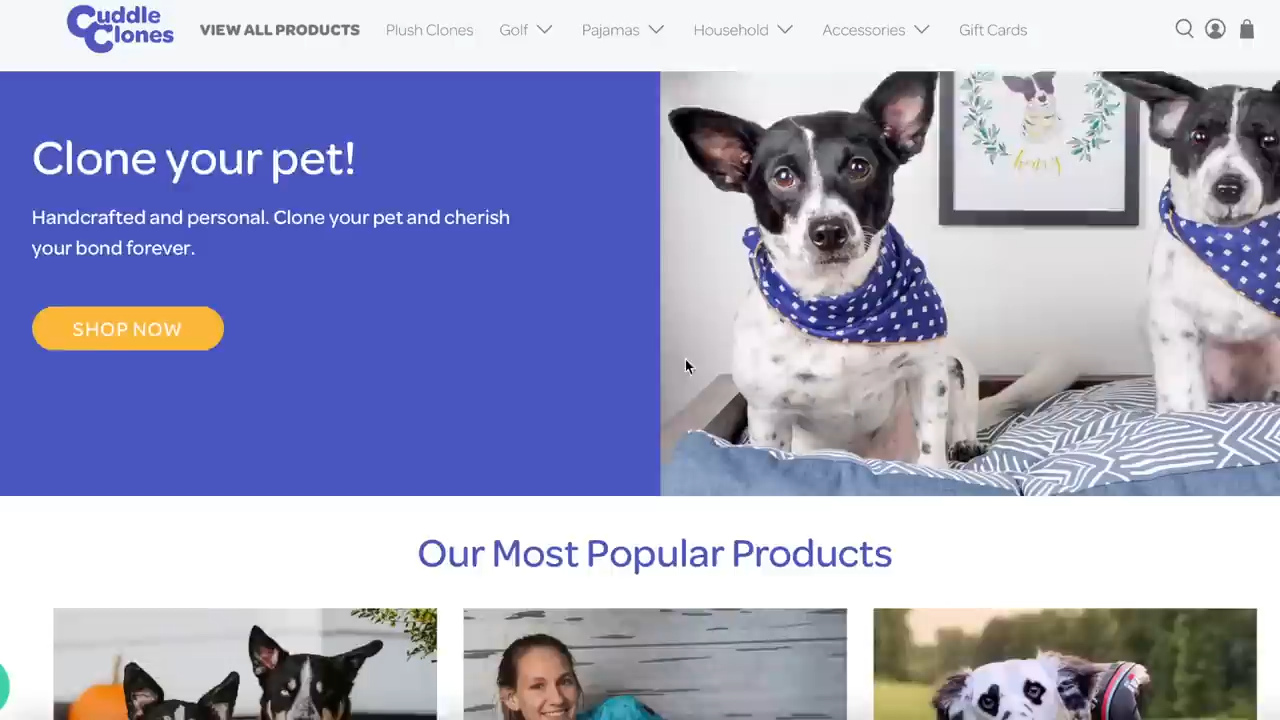 Cuddle
Clones
VIEW ALL PRODUCTS
Plush Clones
Golf
Pajamas
Household
Accessories
Gift Cards
Clone your pet!
Handcrafted and personal. Clone your pet and cherish
your bond forever.
SHOP NOW
Our Most Popular Products